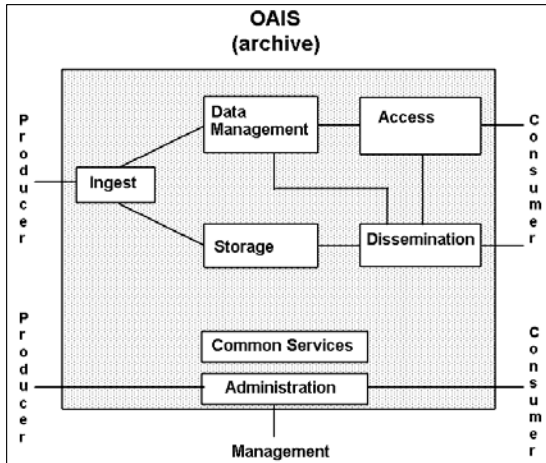 OAIS
(archive)
Producer
Data
Management
Access
Consumer
Ingest
Storage
Dissemination
Producer
Common Services
Consumer
Administration
Management